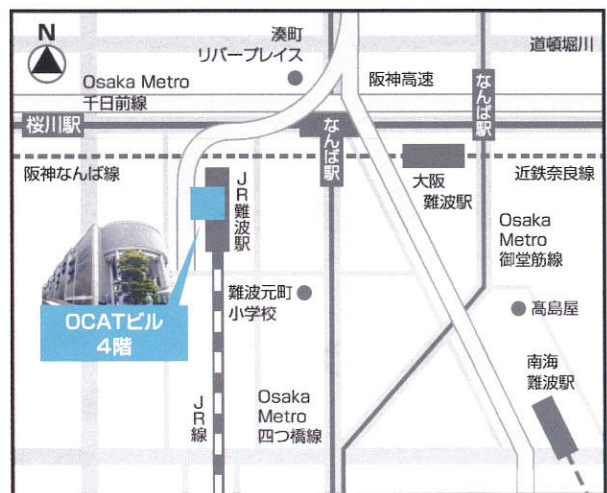 N
湊町
リバープレイス
道頓堀川
Osaka Metro
千日前線
阪神高速
なんば駅
桜川駅
なんば駅
阪神なんば線
JR難波駅
大阪
難波駅
近鉄奈良線
Osaka
Metro
御堂筋線
難波元町
小学校
髙島屋
OCATビル
4階
南海
難波駅
JR線
Osaka
Metro
四つ橋線